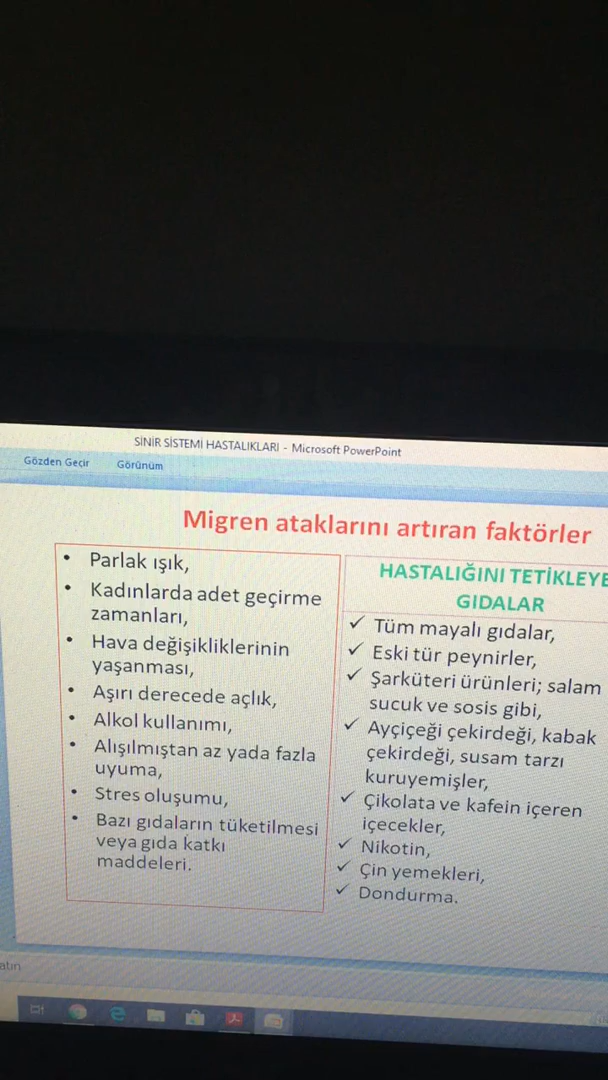 SİNİR SİSTEMİ HASTALIKLARI - Microsoft PowerPoint
Gözden Geçir Görünüm
Migren ataklarını artıran faktörler
• Parlak ışık,
• Kadınlarda adet geçirme
zamanları,
• Hava değişikliklerinin
yaşanması,
• Aşırı derecede açlık,
• Alkol kullanımı,
• Alışılmıştan az yada fazla
uyuma,
• Stres oluşumu,
• Bazı gıdaların tüketilmesi
veya gıda katkı
maddeleri.
HASTALIĞINI TETİKLEYE
GIDALAR
✓ Tüm mayalı gıdalar,
✓ Eski tür peynirler,
✓ Şarküteri ürünleri; salam
sucuk ve sosis gibi,
✓ Ayçiçeği çekirdeği, kabak
çekirdeği, susam tarzı
kuruyemişler,
✓ Çikolata ve kafein içeren
içecekler,
✓ Nikotin,
✓ Çin yemekleri,
✓ Dondurma.
atın